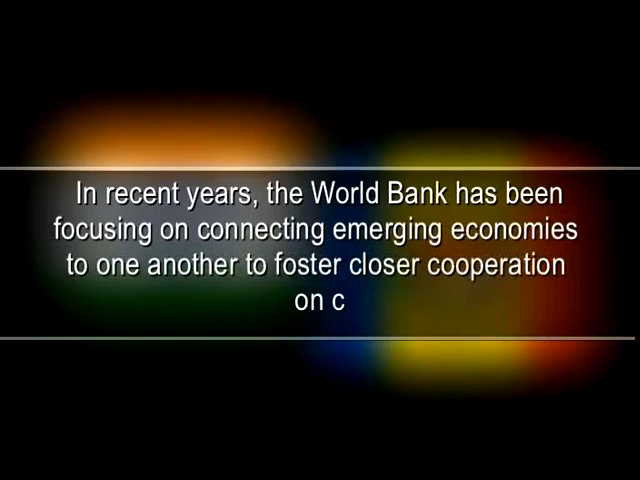 In recent years, the World Bank has been
focusing on connecting emerging economies
to one another to foster closer cooperation
on c